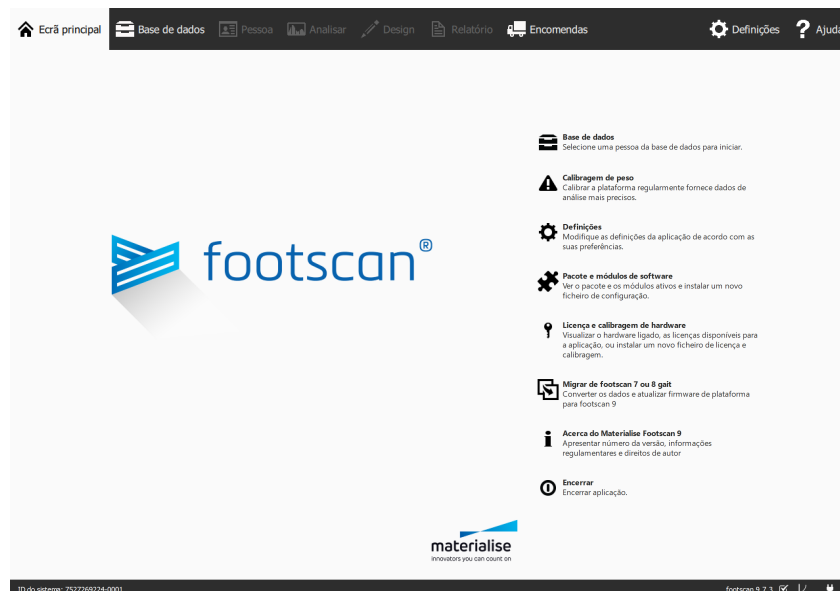 Ecrã principal
Base de dados
Pessoa
Analisar
Design
Relatório
Encomendas
Definições
Ajuda
Base de dados
Selecione uma pessoa da base de dados para iniciar.
Calibragem de peso
Calibrar a plataforma regularmente fornece dados de
análise mais precisos.
Definições
Modifique as definições da aplicação de acordo com as
suas preferências.
Pacote e módulos de software
Ver o pacote e os módulos ativos e instalar um novo
ficheiro de configuração.
Licença e calibragem de hardware
Visualizar o hardware ligado, as licenças disponíveis para
a aplicação, ou instalar um novo ficheiro de licença e
calibragem.
Migrar de footscan 7 ou 8 gait
Converter os dados e atualizar firmware de plataforma
para footscan 9
Acerca do Materialise Footscan 9
Apresentar número da versão, informações
regulamentares e direitos de autor
Encerrar
Encerrar aplicação.
footscan®
materialise
innovators you can count on
ID do sistema: 7527269224-0001
footscan 9.7.3